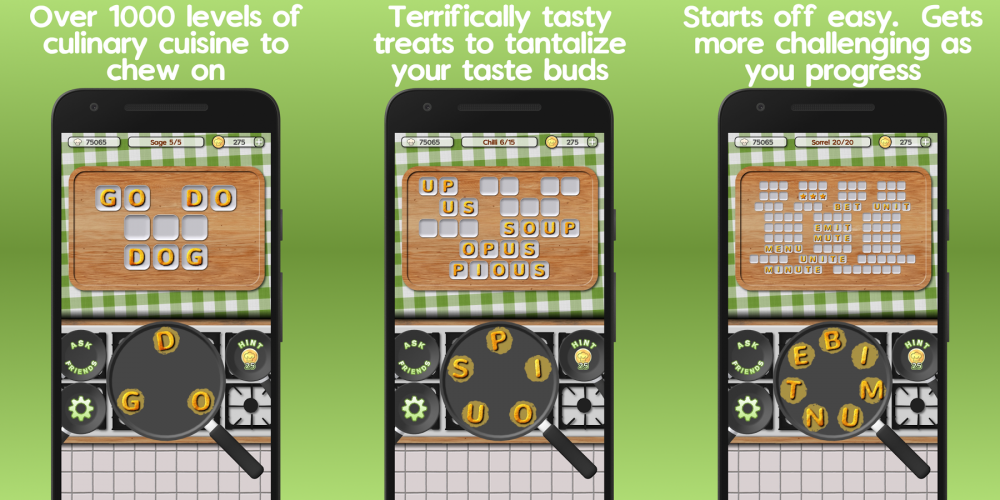 Over 1000 levels of
culinary cuisine to
chew on
75065
Sage 5/5
275
GO DO
DOG
ASK
FRIENDS
HINT
25
D
G O
Terrifically tasty
treats to tantalize
your taste buds
75065
Chilli 6/15
275
UP
US
SOUP
OPUS
PIOUS
ASK
FRIENDS
HINT
25
P
S I
U O
Starts off easy. Gets
more challenging as
you progress
75065
Sorrel 20/20
275
BET UNIT
EMIT
MUTE
MENU
UNITE
MINUTE
ASK
FRIENDS
HINT
25
E B I
T M
N U